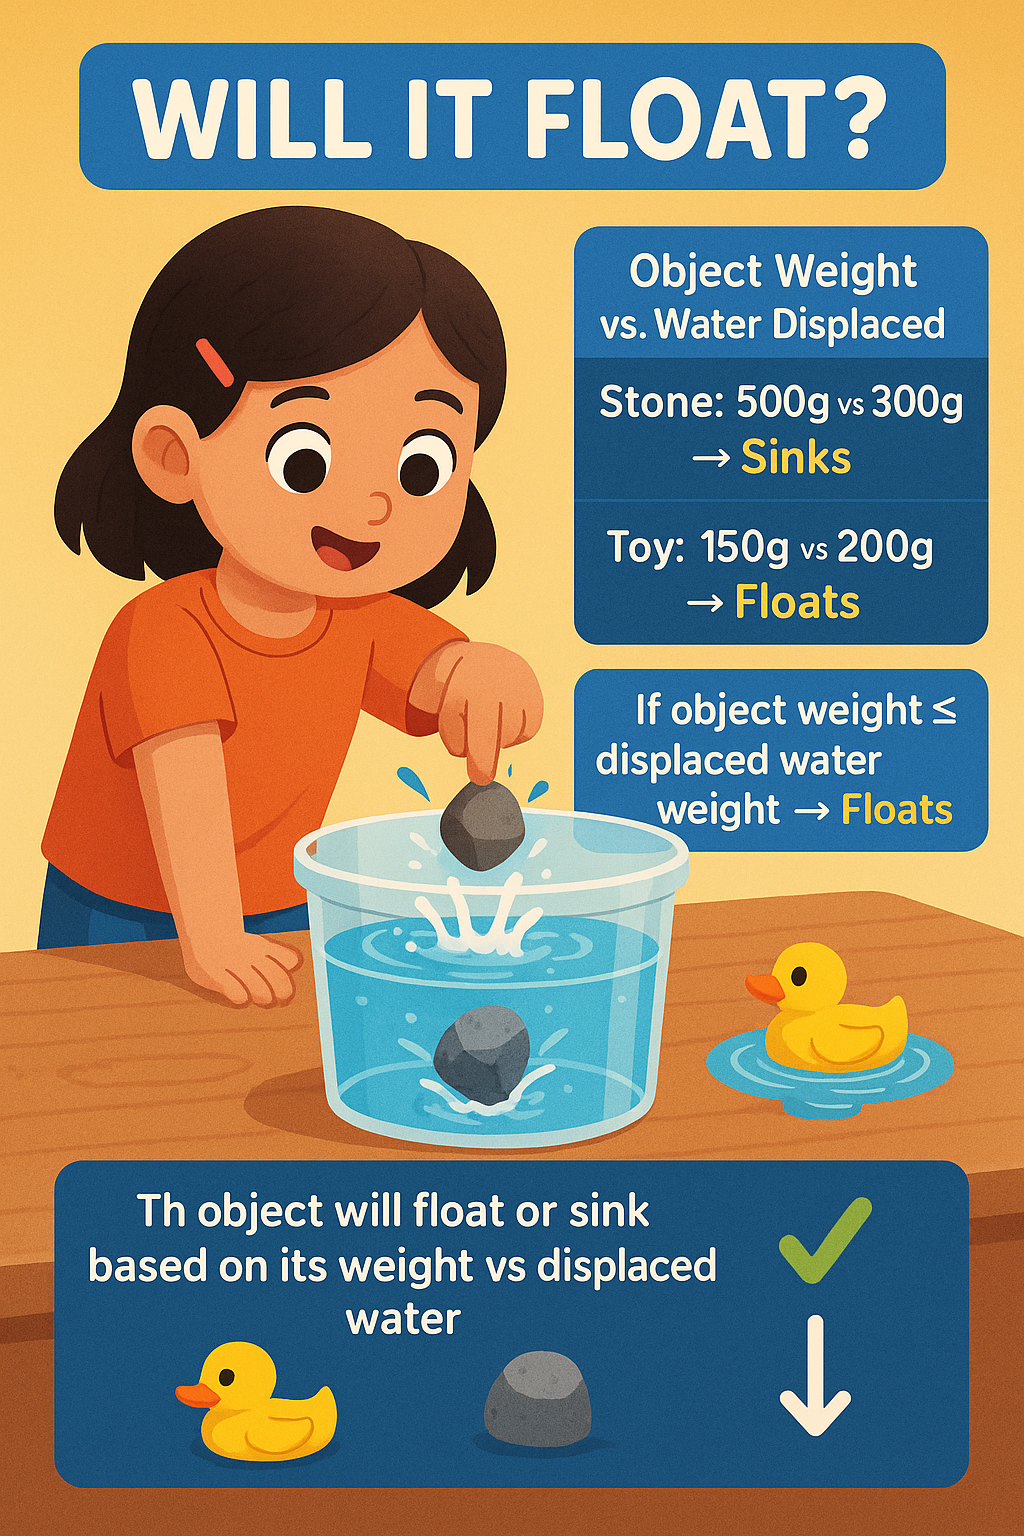 WILL IT FLOAT?
Object Weight
vs. Water Displaced
Stone: 500g vs 300g
→ Sinks
Toy: 150g vs 200g
→ Floats
If object weight ≤
displaced water
weight → Floats
Th object will float or sink
based on its weight vs displaced
water